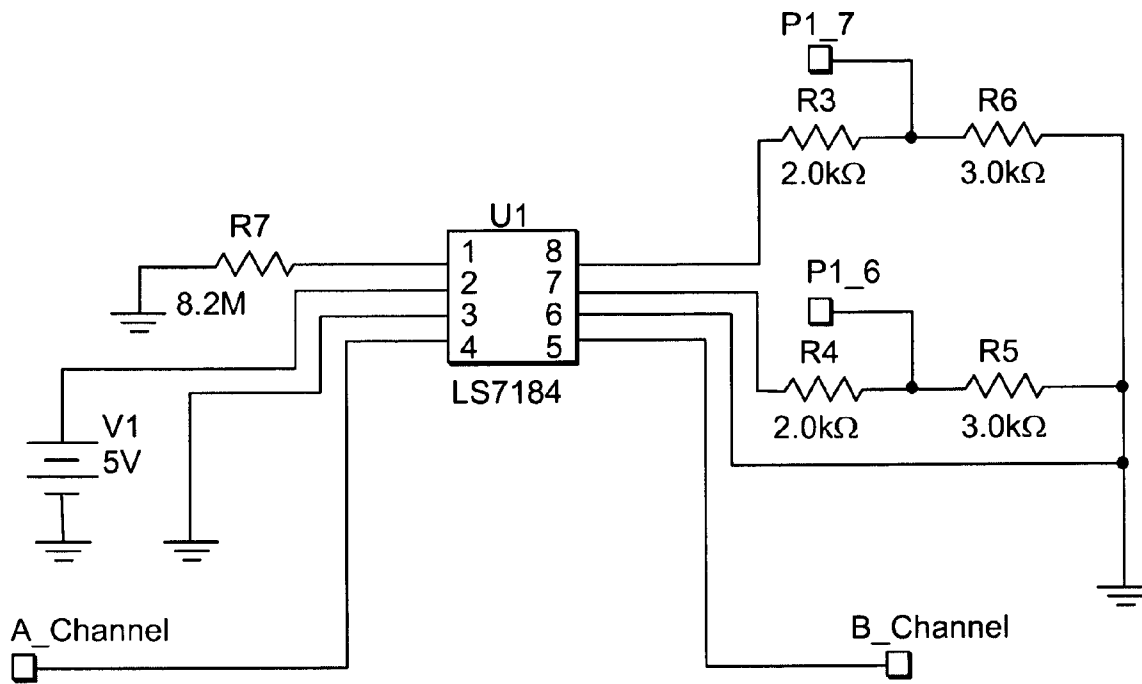 P1_7
R3
R6
2.0kΩ
3.0kΩ
U1
R7
8.2M
1 8
2 7
3 6
4 5
LS7184
P1_6
R4
R5
2.0kΩ
3.0kΩ
V1
5V
A_Channel
B_Channel